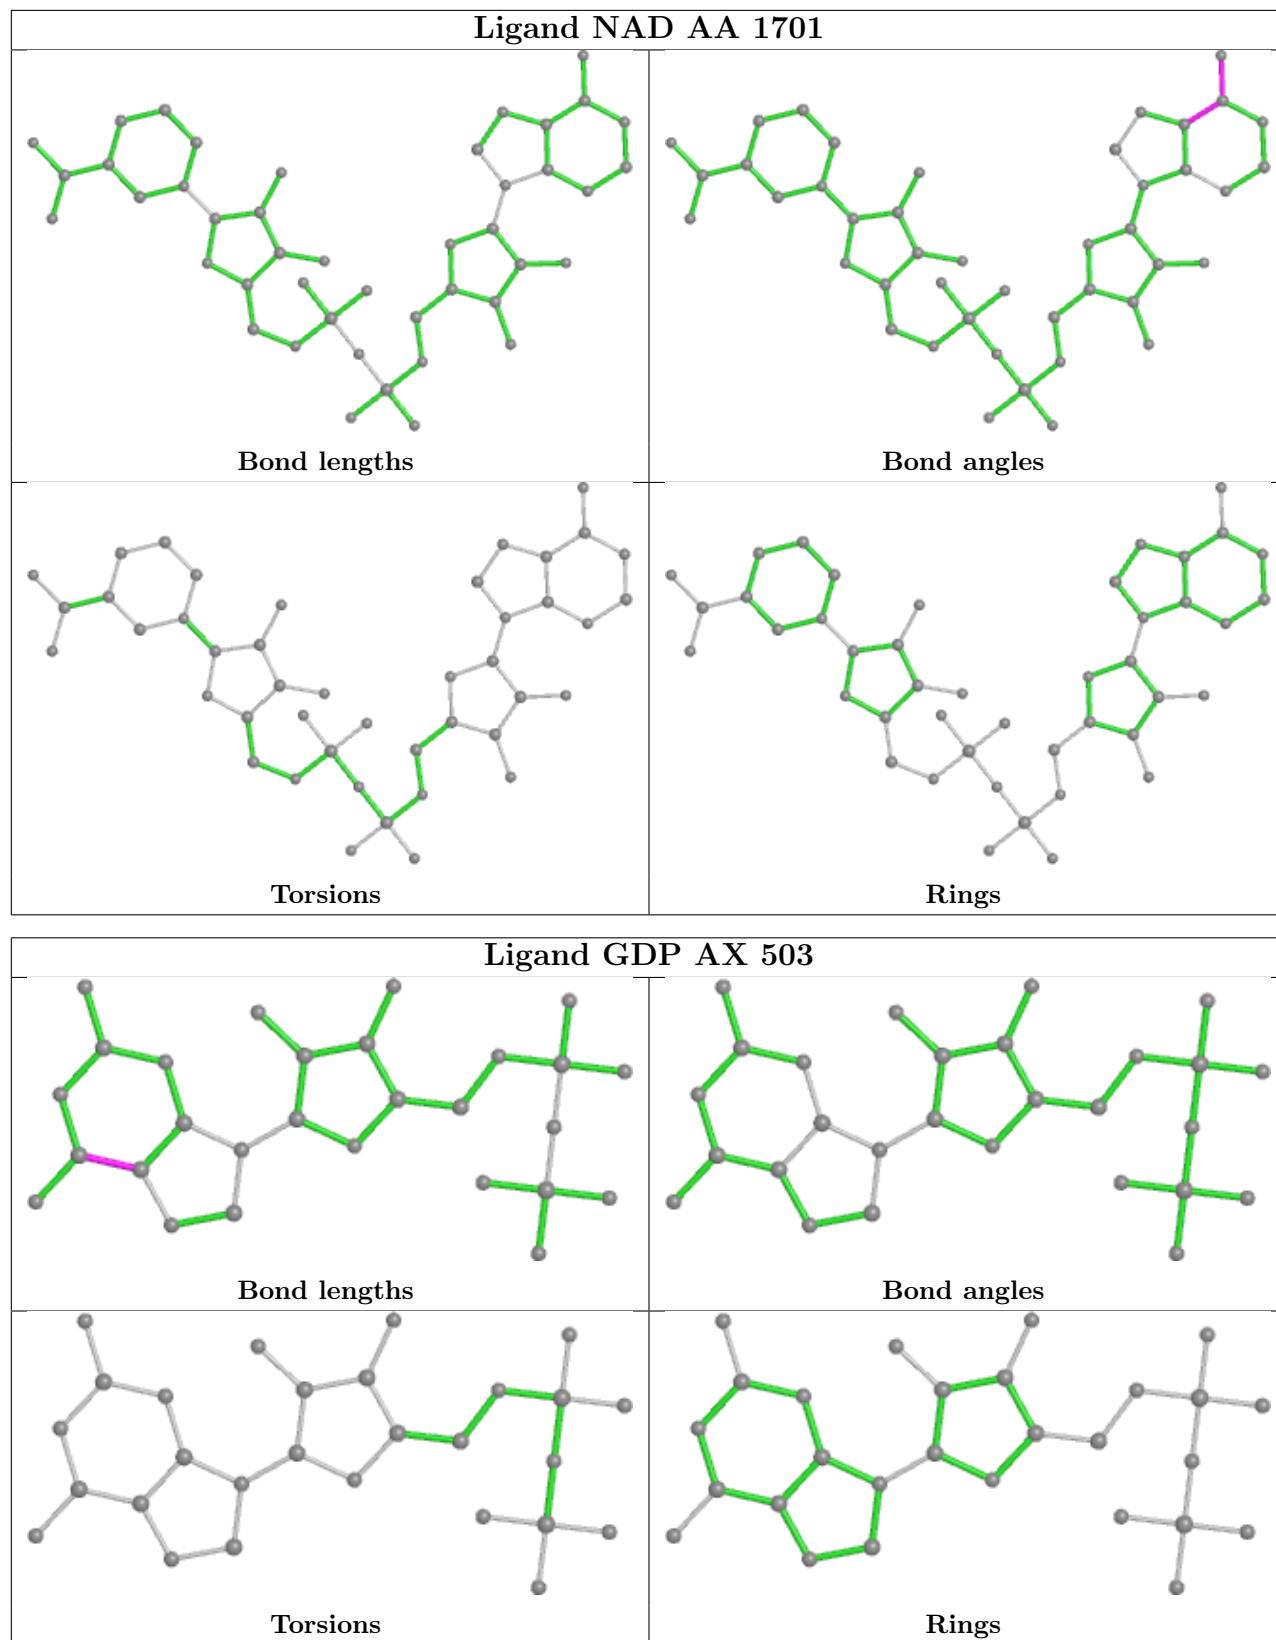 Ligand NAD AA 1701
Bond lengths
Bond angles
Torsions
Rings
Ligand GDP AX 503
Bond lengths
Bond angles
Torsions
Rings